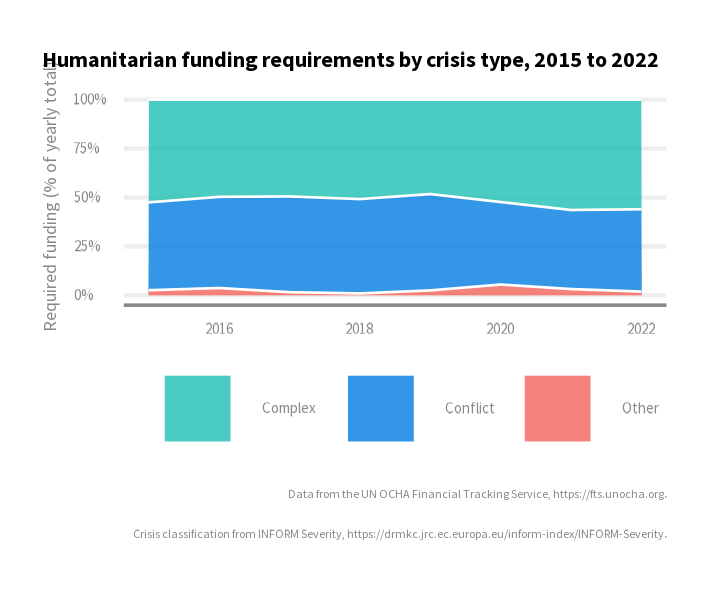 Humanitarian funding requirements by crisis type, 2015 to 2022
Required funding (% of yearly total)
100%
75%
50%
25%
0%
2016
2018
2020
2022
Complex
Conflict
Other
Data from the UN OCHA Financial Tracking Service, https://fts.unocha.org.
Crisis classification from INFORM Severity, https://drmkc.jrc.ec.europa.eu/inform-index/INFORM-Severity.